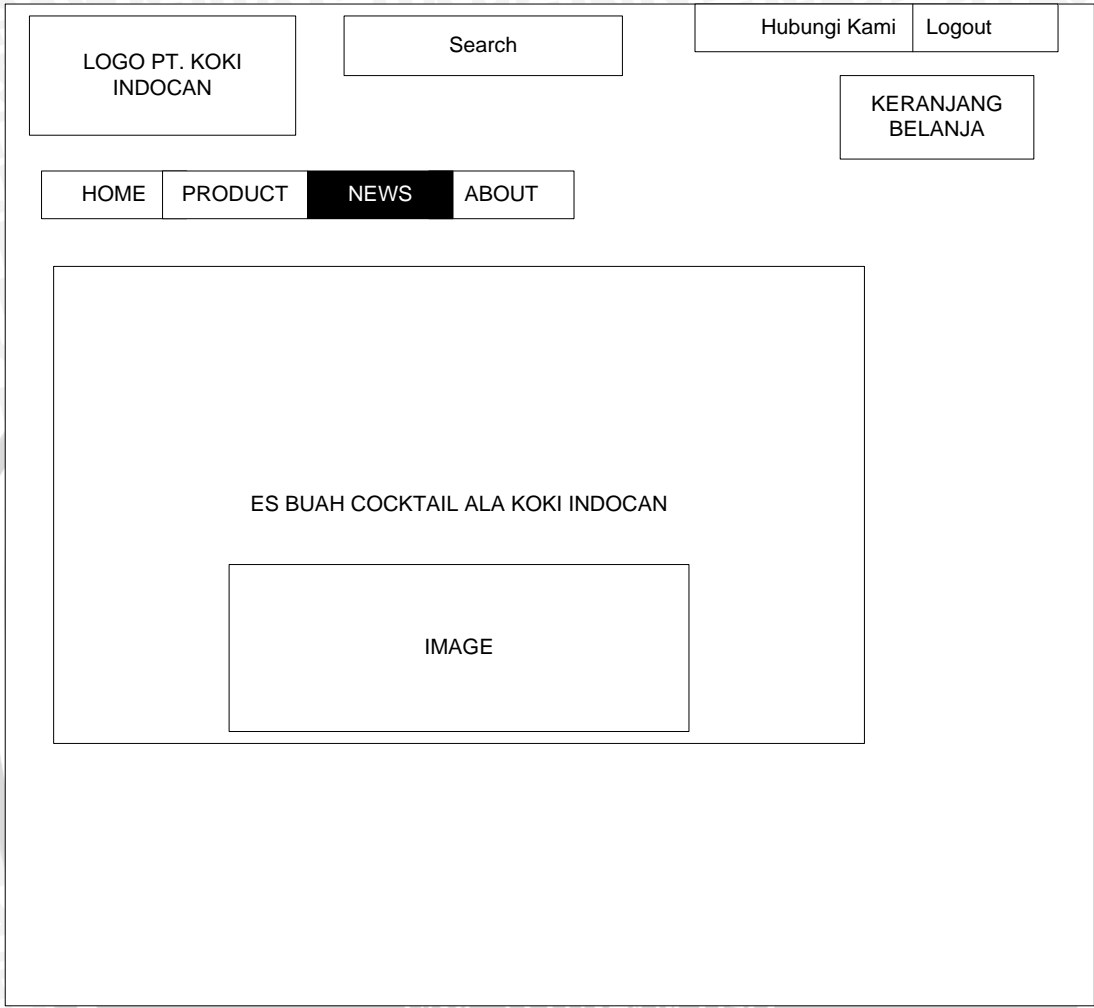 LOGO PT. KOKI
INDOCAN
Search
Hubungi Kami
Logout
KERANJANG
BELANJA
HOME
PRODUCT
NEWS
ABOUT
ES BUAH COCKTAIL ALA KOKI INDOCAN
IMAGE